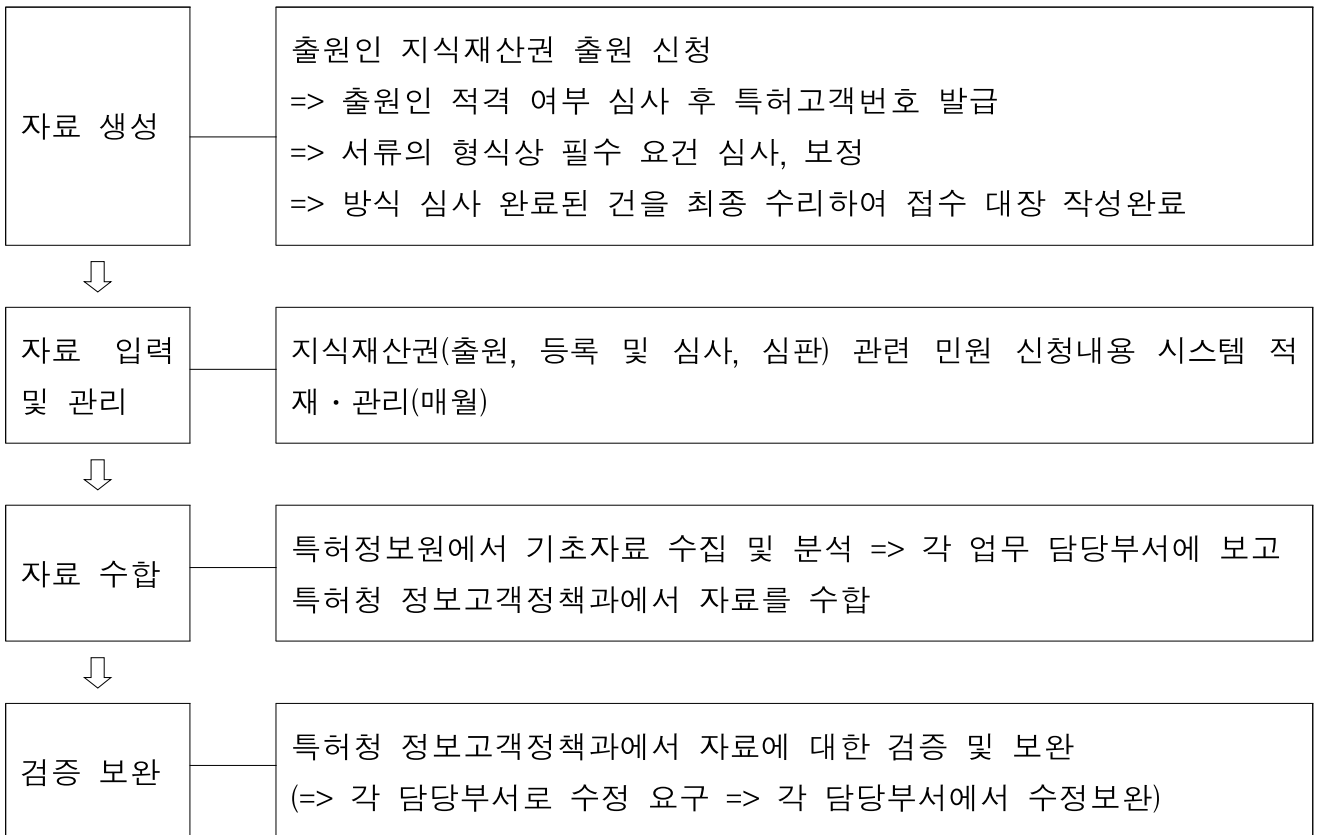 자료 생성
출원인 지식재산권 출원 신청
=> 출원인 적격 여부 심사 후 특허고객번호 발급
=> 서류의 형식상 필수 요건 심사, 보정
=> 방식 심사 완료된 건을 최종 수리하여 접수 대장 작성완료
자료 입력
및 관리
지식재산권(출원, 등록 및 심사, 심판) 관련 민원 신청내용 시스템 적
재·관리(매월)
자료 수합
특허정보원에서 기초자료 수집 및 분석 => 각 업무 담당부서에 보고
특허청 정보고객정책과에서 자료를 수합
검증 보완
특허청 정보고객정책과에서 자료에 대한 검증 및 보완
(=> 각 담당부서로 수정 요구 => 각 담당부서에서 수정보완)